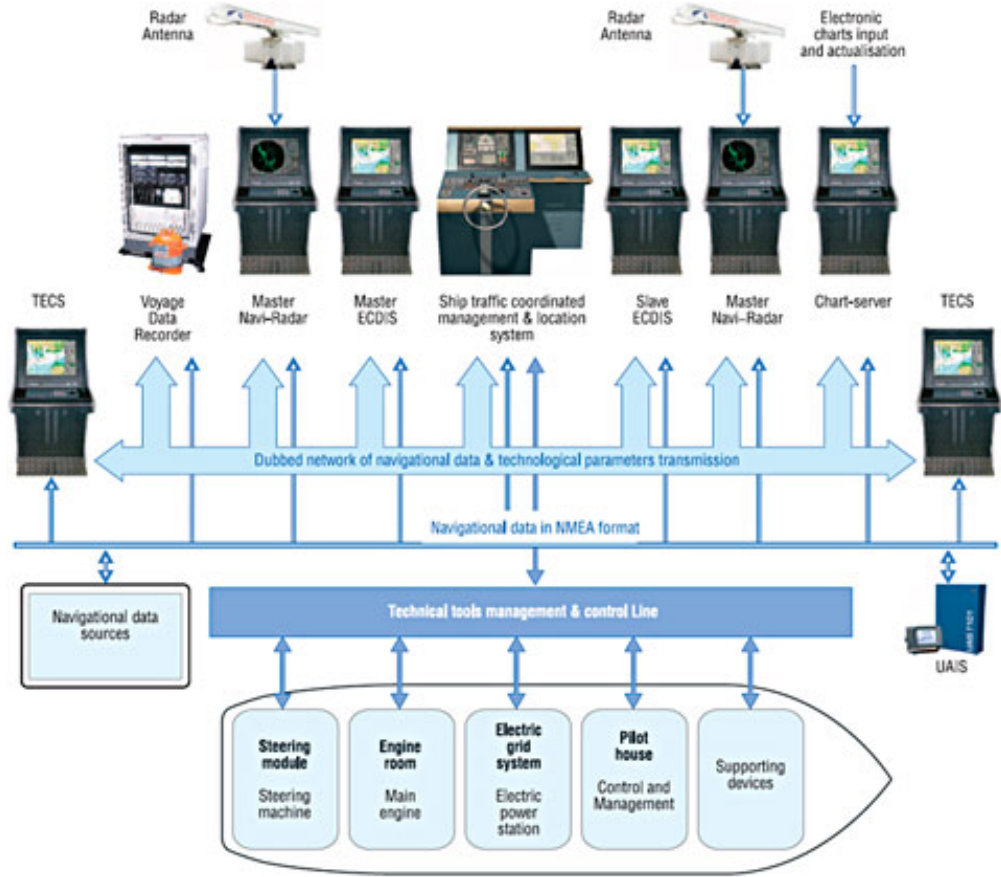 Radar
Antenna
Radar
Antenna
Electronic
charts input
and actualisation
TECS
Voyage
Data
Recorder
Master
Navi-Radar
Master
ECDIS
Ship traffic coordinated
management & location
system
Slave
ECDIS
Master
Navi-Radar
Chart-server
TECS
Dubbed network of navigational data & technological parameters transmission
Navigational data in NMEA format
Navigational data
sources
Technical tools management & control Line
UAIS
Steering
module
Steering
machine
Engine
room
Main
engine
Electric
grid
system
Electric
power
station
Pilot
house
Control and
Management
Supporting
devices